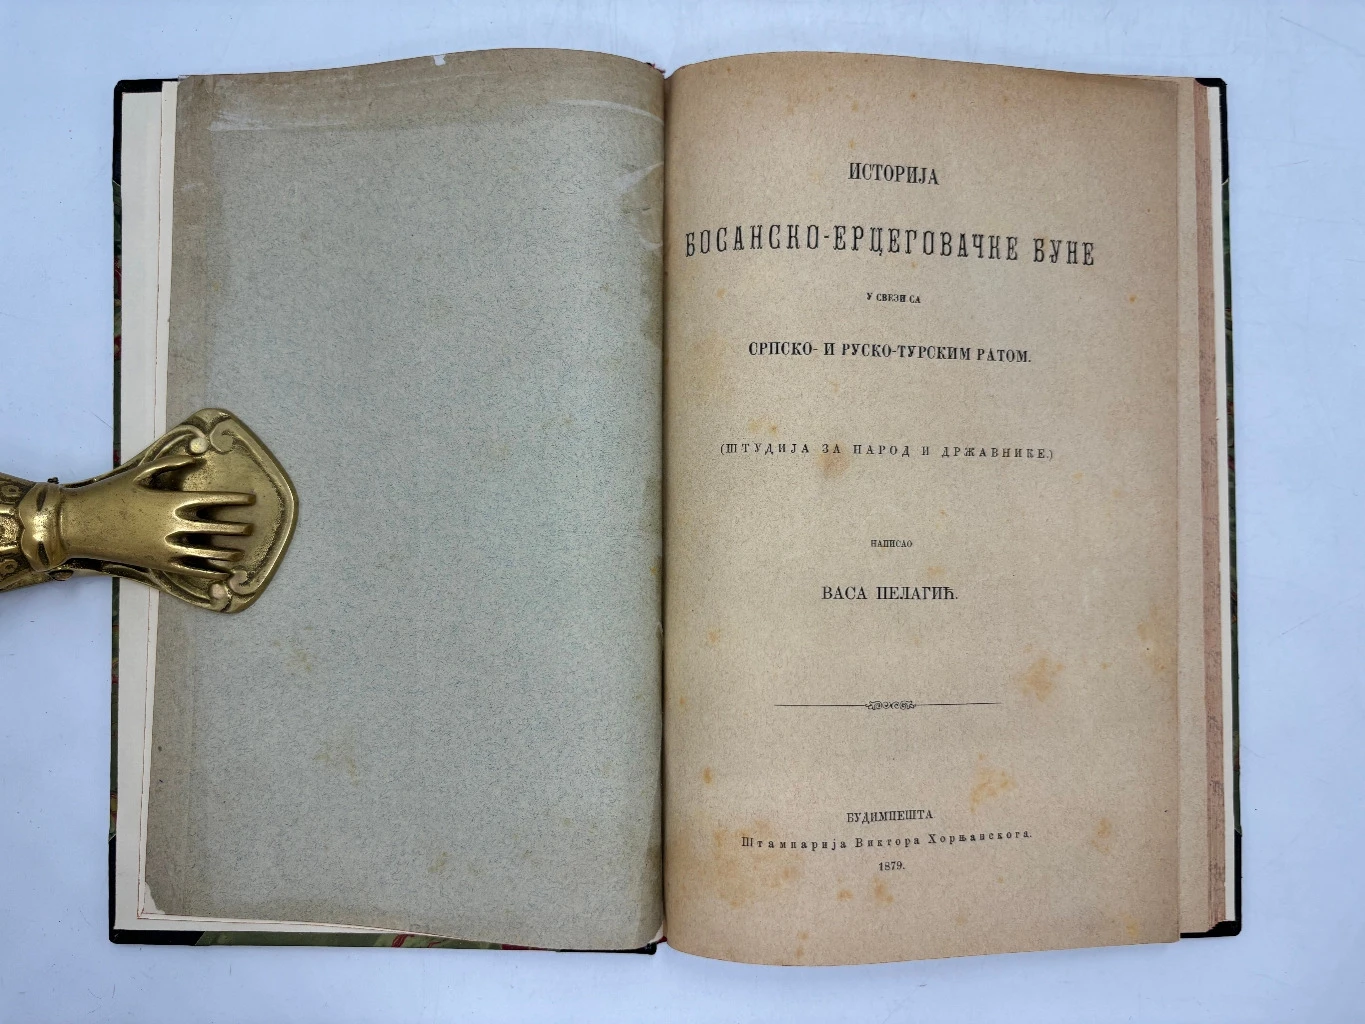 ИСТОРИЈА
БОСАНСКО-ЕРЦЕГОВАЧКЕ БУНЕ
У СВЕЗИ СА
СРПСКО- И РУСКО-ТУРСКИМ РАТОМ.
(ШТУДИЈА ЗА НАРОД И ДРЖАВНИКЕ.)
НАПИСАО
ВАСА ПЕЛАГИЋ.
БУДИМПЕШТА.
Штампарија Виктора Хорњанскога.
1879.